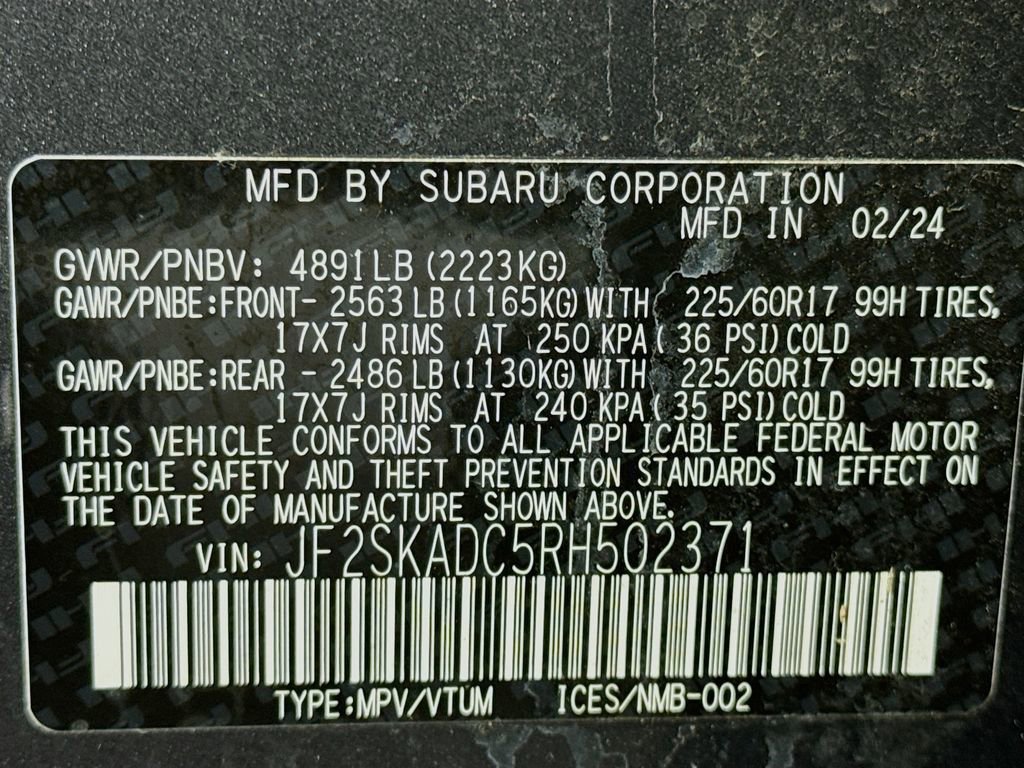 MFD BY SUBARU CORPORATION
MFD IN 02/24
GVWR/PNBV: 4891LB (2223KG)
GAWR/PNBE:FRONT- 2563 LB (1165KG) WITH 225/60R17 99H TIRES,
17X7J RIMS AT 250 KPA( 36 PSI) COLD
GAWR/PNBE:REAR - 2486 LB (1130KG) WITH 225/60R17 99H TIRES,
17X7J RIMS AT 240 KPA( 35 PSI) COLD
THIS VEHICLE CONFORMS TO ALL APPLICABLE FEDERAL MOTOR
VEHICLE SAFETY AND THEFT PREVENTION STANDARDS IN EFFECT ON
THE DATE OF MANUFACTURE SHOWN ABOVE.
VIN: JF2SKADC5RH502371
TYPE:MPV/VTUM ICES/NMB-002